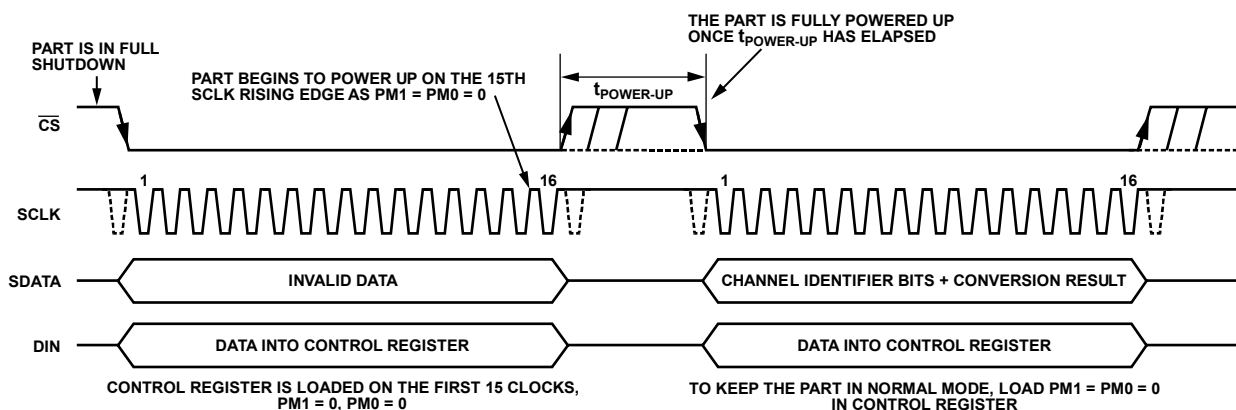 THE PART IS FULLY POWERED UP
ONCE tPOWER-UP HAS ELAPSED
PART IS IN FULL
SHUTDOWN
PART BEGINS TO POWER UP ON THE 15TH
SCLK RISING EDGE AS PM1 = PM0 = 0
tPOWER-UP
CS
1
16
1
16
SCLK
SDATA
INVALID DATA
CHANNEL IDENTIFIER BITS + CONVERSION RESULT
DIN
DATA INTO CONTROL REGISTER
DATA INTO CONTROL REGISTER
CONTROL REGISTER IS LOADED ON THE FIRST 15 CLOCKS,
PM1 = 0, PM0 = 0
TO KEEP THE PART IN NORMAL MODE, LOAD PM1 = PM0 = 0
IN CONTROL REGISTER